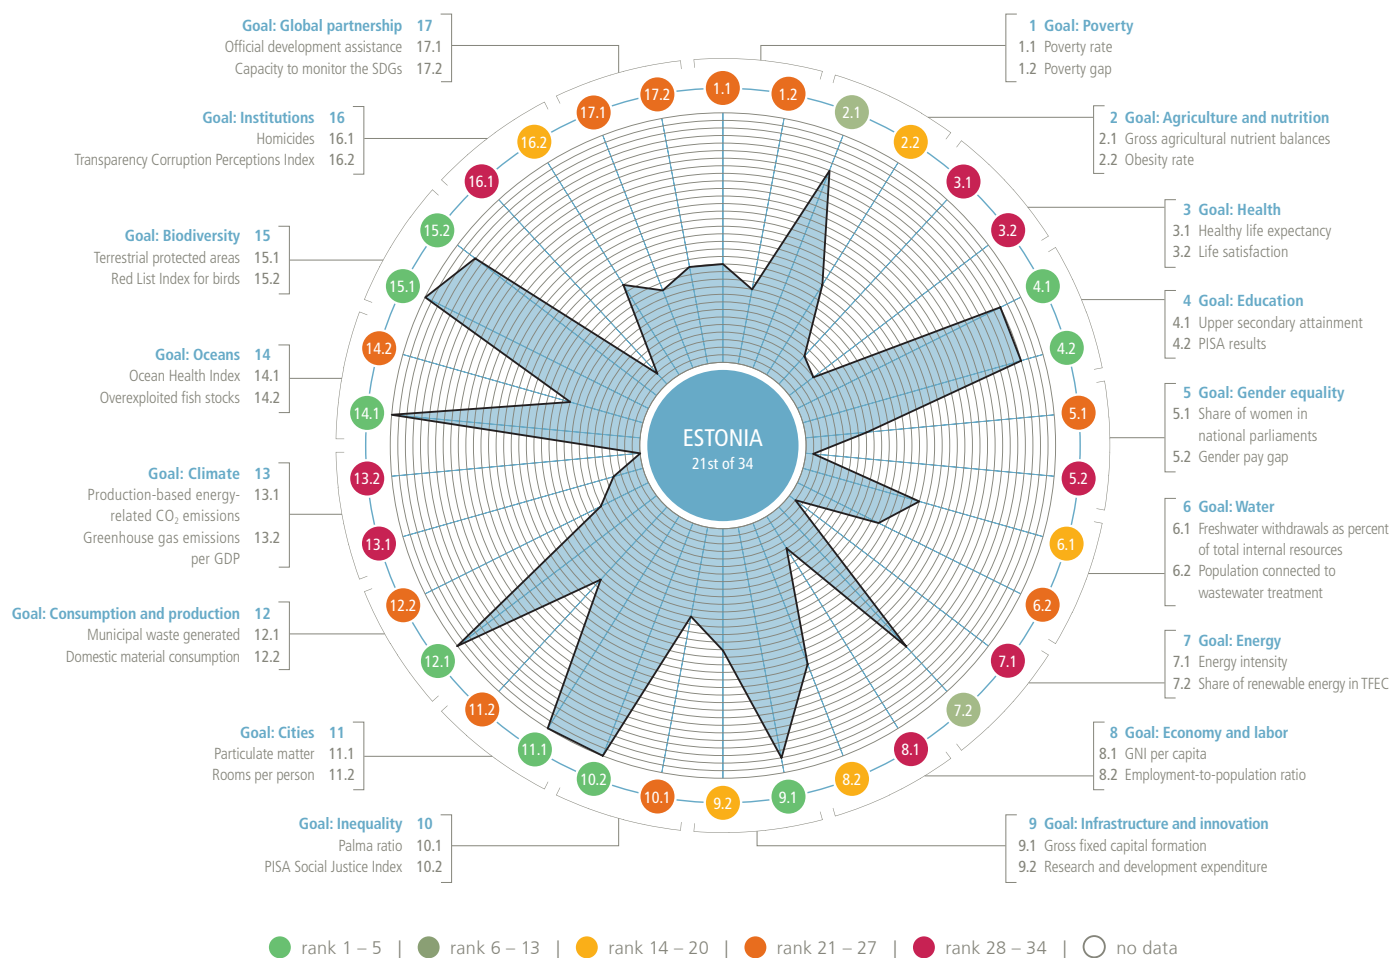 Goal: Global partnership 17
Official development assistance 17.1
Capacity to monitor the SDGs 17.2
1 Goal: Poverty
1.1 Poverty rate
1.2 Poverty gap
Goal: Institutions 16
Homicides 16.1
Transparency Corruption Perceptions Index 16.2
2 Goal: Agriculture and nutrition
2.1 Gross agricultural nutrient balances
2.2 Obesity rate
Goal: Biodiversity 15
Terrestrial protected areas 15.1
Red List Index for birds 15.2
3 Goal: Health
3.1 Healthy life expectancy
3.2 Life satisfaction
Goal: Oceans 14
Ocean Health Index 14.1
Overexploited fish stocks 14.2
4 Goal: Education
4.1 Upper secondary attainment
4.2 PISA results
Goal: Climate 13
Production-based energy- 13.1
related CO₂ emissions
Greenhouse gas emissions 13.2
per GDP
5 Goal: Gender equality
5.1 Share of women in
national parliaments
5.2 Gender pay gap
6 Goal: Water
6.1 Freshwater withdrawals as percent
of total internal resources
6.2 Population connected to
wastewater treatment
Goal: Consumption and production 12
Municipal waste generated 12.1
Domestic material consumption 12.2
7 Goal: Energy
7.1 Energy intensity
7.2 Share of renewable energy in TFEC
Goal: Cities 11
Particulate matter 11.1
Rooms per person 11.2
8 Goal: Economy and labor
8.1 GNI per capita
8.2 Employment-to-population ratio
Goal: Inequality 10
Palma ratio 10.1
PISA Social Justice Index 10.2
9 Goal: Infrastructure and innovation
9.1 Gross fixed capital formation
9.2 Research and development expenditure
1.1
1.2
2.1
2.2
3.1
3.2
4.1
4.2
5.1
5.2
6.1
6.2
7.1
7.2
8.1
8.2
9.1
9.2
10.1
10.2
11.1
11.2
12.1
12.2
13.1
13.2
14.1
14.2
15.1
15.2
16.1
16.2
17.1
17.2
ESTONIA
21st of 34
rank 1 – 5 | rank 6 – 13 | rank 14 – 20 | rank 21 – 27 | rank 28 – 34 | no data